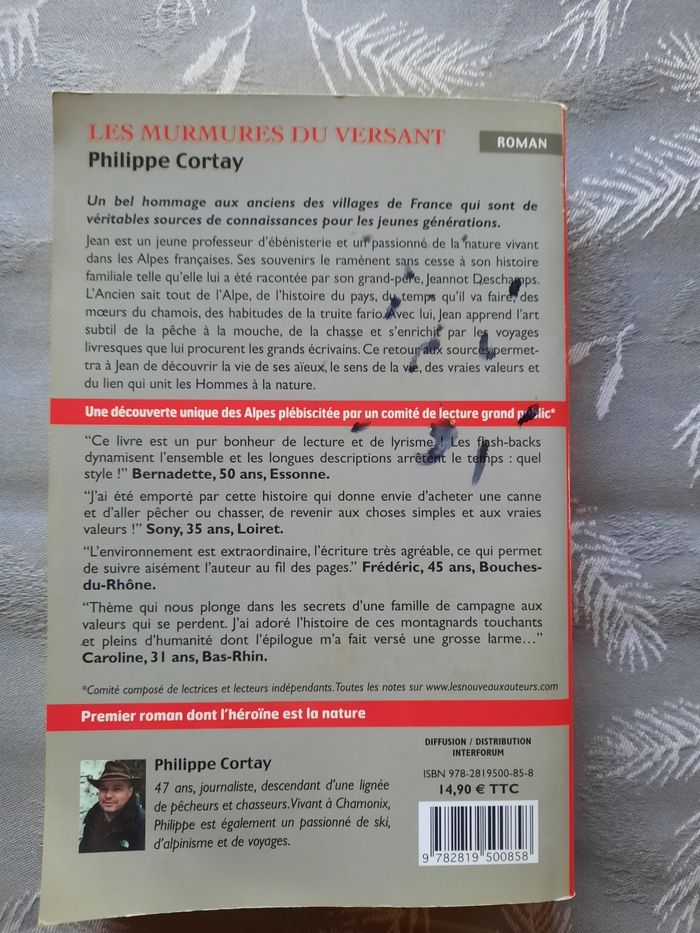 LES MURMURES DU VERSANT
ROMAN
Philippe Cortay
Un bel hommage aux anciens des villages de France qui sont de
véritables sources de connaissances pour les jeunes générations.
Jean est un jeune professeur d'ébénisterie et un passionné de la nature vivant
dans les Alpes françaises. Ses souvenirs le ramènent sans cesse à son histoire
familiale telle qu'elle lui a été racontée par son grand-père, Jeannot Deschamps.
L'Ancien sait tout de l'Alpe, de l'histoire du pays, du temps qu'il va faire, des
mœurs du chamois, des habitudes de la truite fario. Avec lui, Jean apprend l'art
subtil de la pêche à la mouche, de la chasse et s'enrichit par les voyages
livresques que lui procurent les grands écrivains. Ce retour aux sources permet-
tra à Jean de découvrir la vie de ses aïeux, le sens de la vie, des vraies valeurs et
du lien qui unit les Hommes à la nature.
Une découverte unique des Alpes plébiscitée par un comité de lecture grand public*
"Ce livre est un pur bonheur de lecture et de lyrisme ! Les flash-backs
dynamisent l'ensemble et les longues descriptions arrêtent le temps : quel
style !" Bernadette, 50 ans, Essonne.
"J'ai été emporté par cette histoire qui donne envie d'acheter une canne
et d'aller pêcher ou chasser, de revenir aux choses simples et aux vraies
valeurs !" Sony, 35 ans, Loiret.
"L'environnement est extraordinaire, l'écriture très agréable, ce qui permet
de suivre aisément l'auteur au fil des pages." Frédéric, 45 ans, Bouches-
du-Rhône.
"Thème qui nous plonge dans les secrets d'une famille de campagne aux
valeurs qui se perdent. J'ai adoré l'histoire de ces montagnards touchants
et pleins d'humanité dont l'épilogue m'a fait versé une grosse larme..."
Caroline, 31 ans, Bas-Rhin.
*Comité composé de lectrices et lecteurs indépendants. Toutes les notes sur www.lesnouveauxauteurs.com
Premier roman dont l'héroïne est la nature
Philippe Cortay
47 ans, journaliste, descendant d'une lignée
de pêcheurs et chasseurs. Vivant à Chamonix,
Philippe est également un passionné de ski,
d'alpinisme et de voyages.
DIFFUSION / DISTRIBUTION
INTERFORUM
ISBN 978-2819500-85-8
14,90 € TTC
9 782819 500858